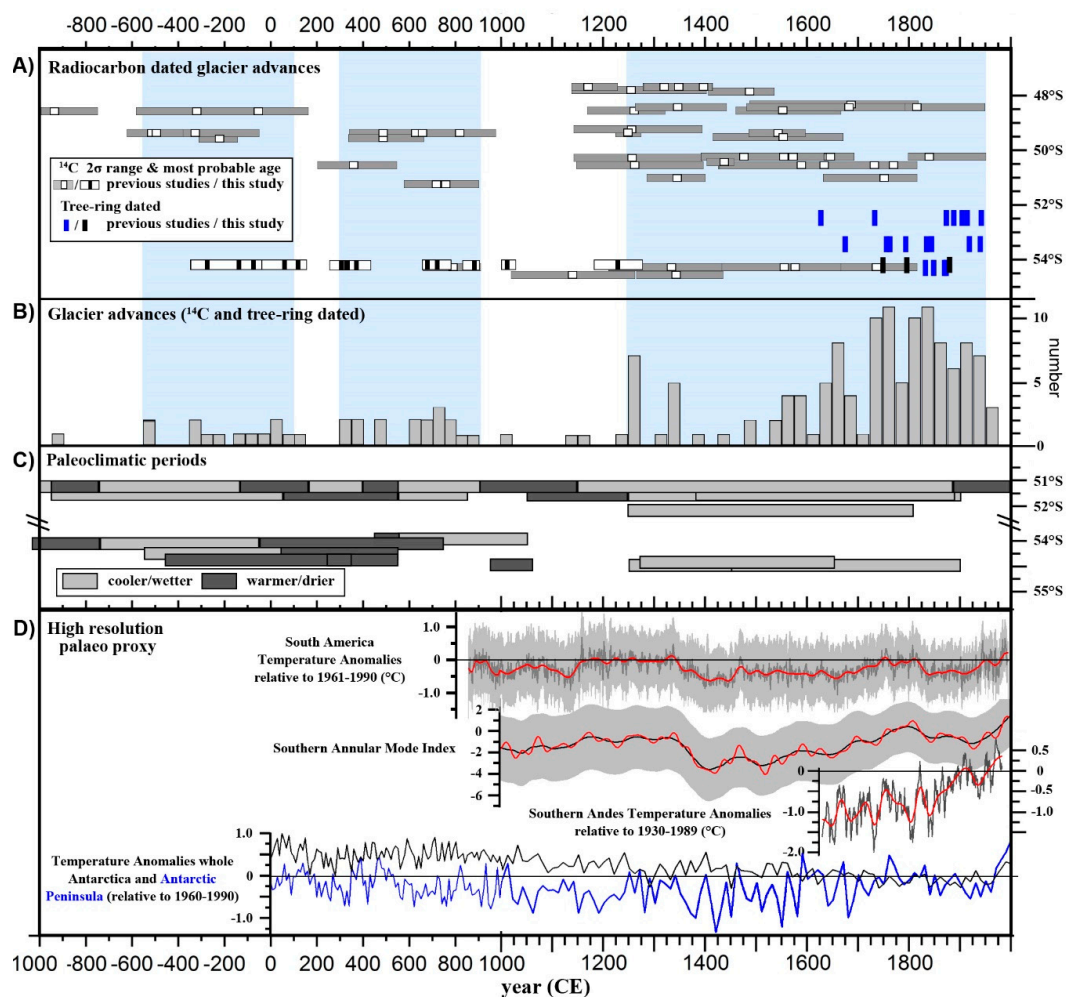 -800 -600 -400 -200 0 200 400 600 800 1000 1200 1400 1600 1800
A) Radiocarbon dated glacier advances
48°S
50°S
52°S
54°S
¹⁴C 2σ range & most probable age
previous studies / this study
Tree-ring dated
previous studies / this study
B) Glacier advances (¹⁴C and tree-ring dated)
10
5
0
number
C) Paleoclimatic periods
51°S
52°S
54°S
55°S
cooler/wetter warmer/drier
D) High resolution
palaeo proxy
South America
Temperature Anomalies
relative to 1961-1990 (°C)
1.0
0
-1.0
Southern Annular Mode Index
2
0
-2
-4
-6
Southern Andes Temperature Anomalies
relative to 1930-1989 (°C)
0
-1.0
-2.0
0.5
0
-0.5
-1.0
Temperature Anomalies whole
Antarctica and Antarctic
Peninsula (relative to 1960-1990)
1.0
0
-1.0
1000 -800 -600 -400 -200 0 200 400 600 800 1000 1200 1400 1600 1800
year (CE)